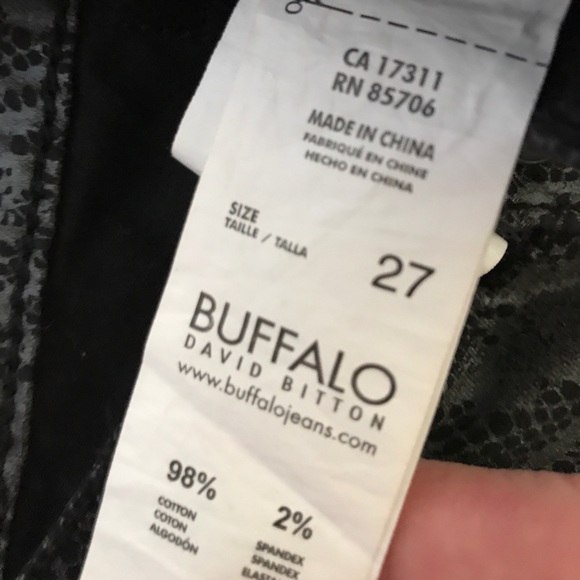 CA 17311
RN 85706
MADE IN CHINA
FABRIQUÉ EN CHINE
HECHO EN CHINA
SIZE
TAILLE / TALLA
27
BUFFALO
DAVID BITTON
www.buffalojeans.com
98%
COTTON
COTON
ALGODÓN
2%
SPANDEX
SPANDEX